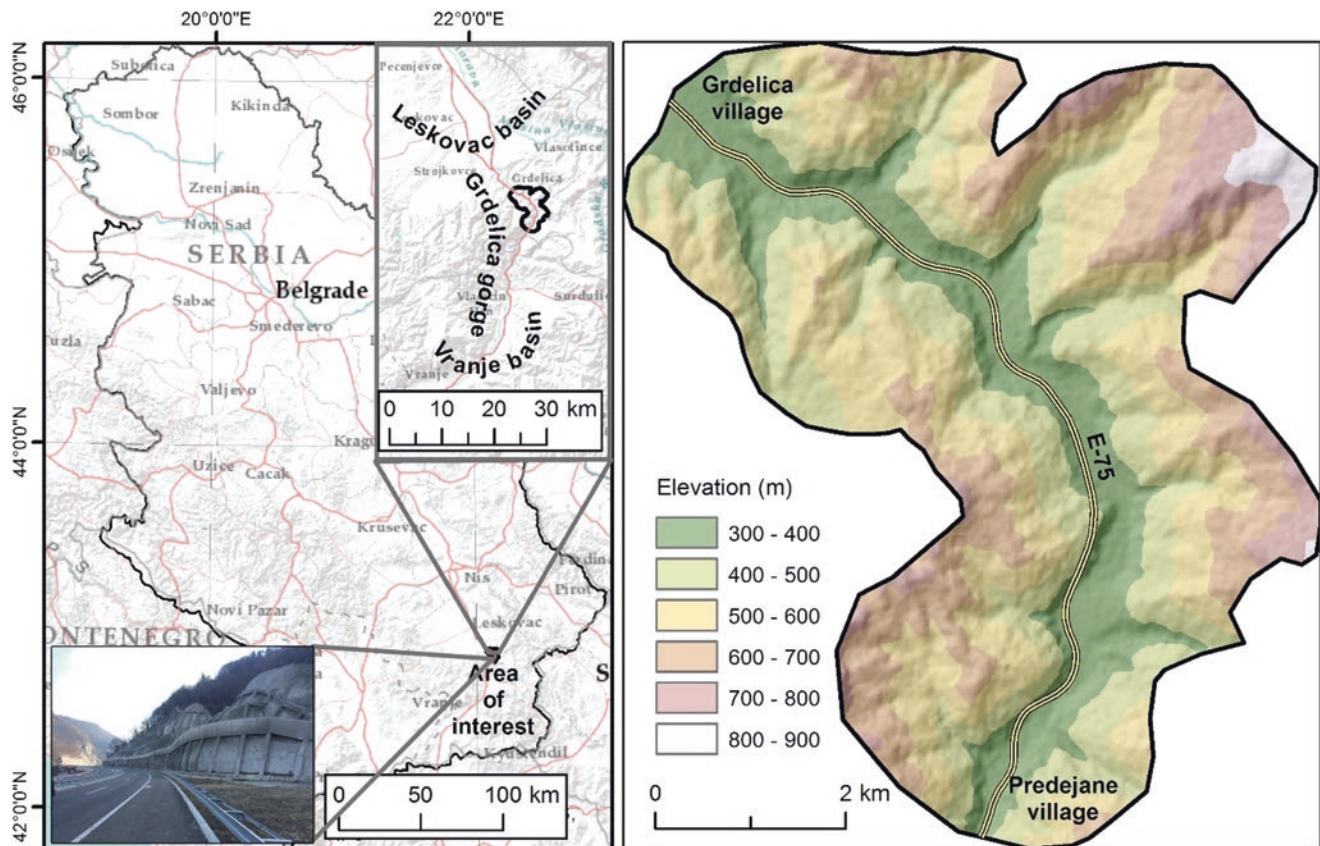 20°0'0"E
22°0'0"E
46°0'0"N
44°0'0"N
42°0'0"N
Subotica
Sombor
Kikinda
Osijek
Zrenjanin
Novi Sad
SERBIA
Sabac
Belgrade
Smederevo
Valjevo
Uzice
Cacak
Krusevac
Nis
Pirot
Novi Pazar
Leskovac
ONTENEGRO
Area
of
interest
Vranje
Kyustendil
0 50 100 km
Pecenjevce
Leskovac basin
Vlasotince
Strojkovce
Grdelica
Grdelica gorge
Vranje basin
Vranje
0 10 20 30 km
Grdelica
village
E-75
Elevation (m)
300 - 400
400 - 500
500 - 600
600 - 700
700 - 800
800 - 900
0 2 km
Predejane
village